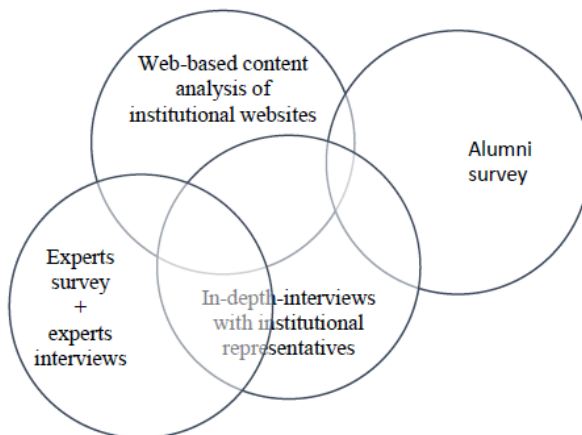 Web-based content
analysis of
institutional websites
Alumni
survey
Experts
survey
+
experts
interviews
In-depth-interviews
with institutional
representatives